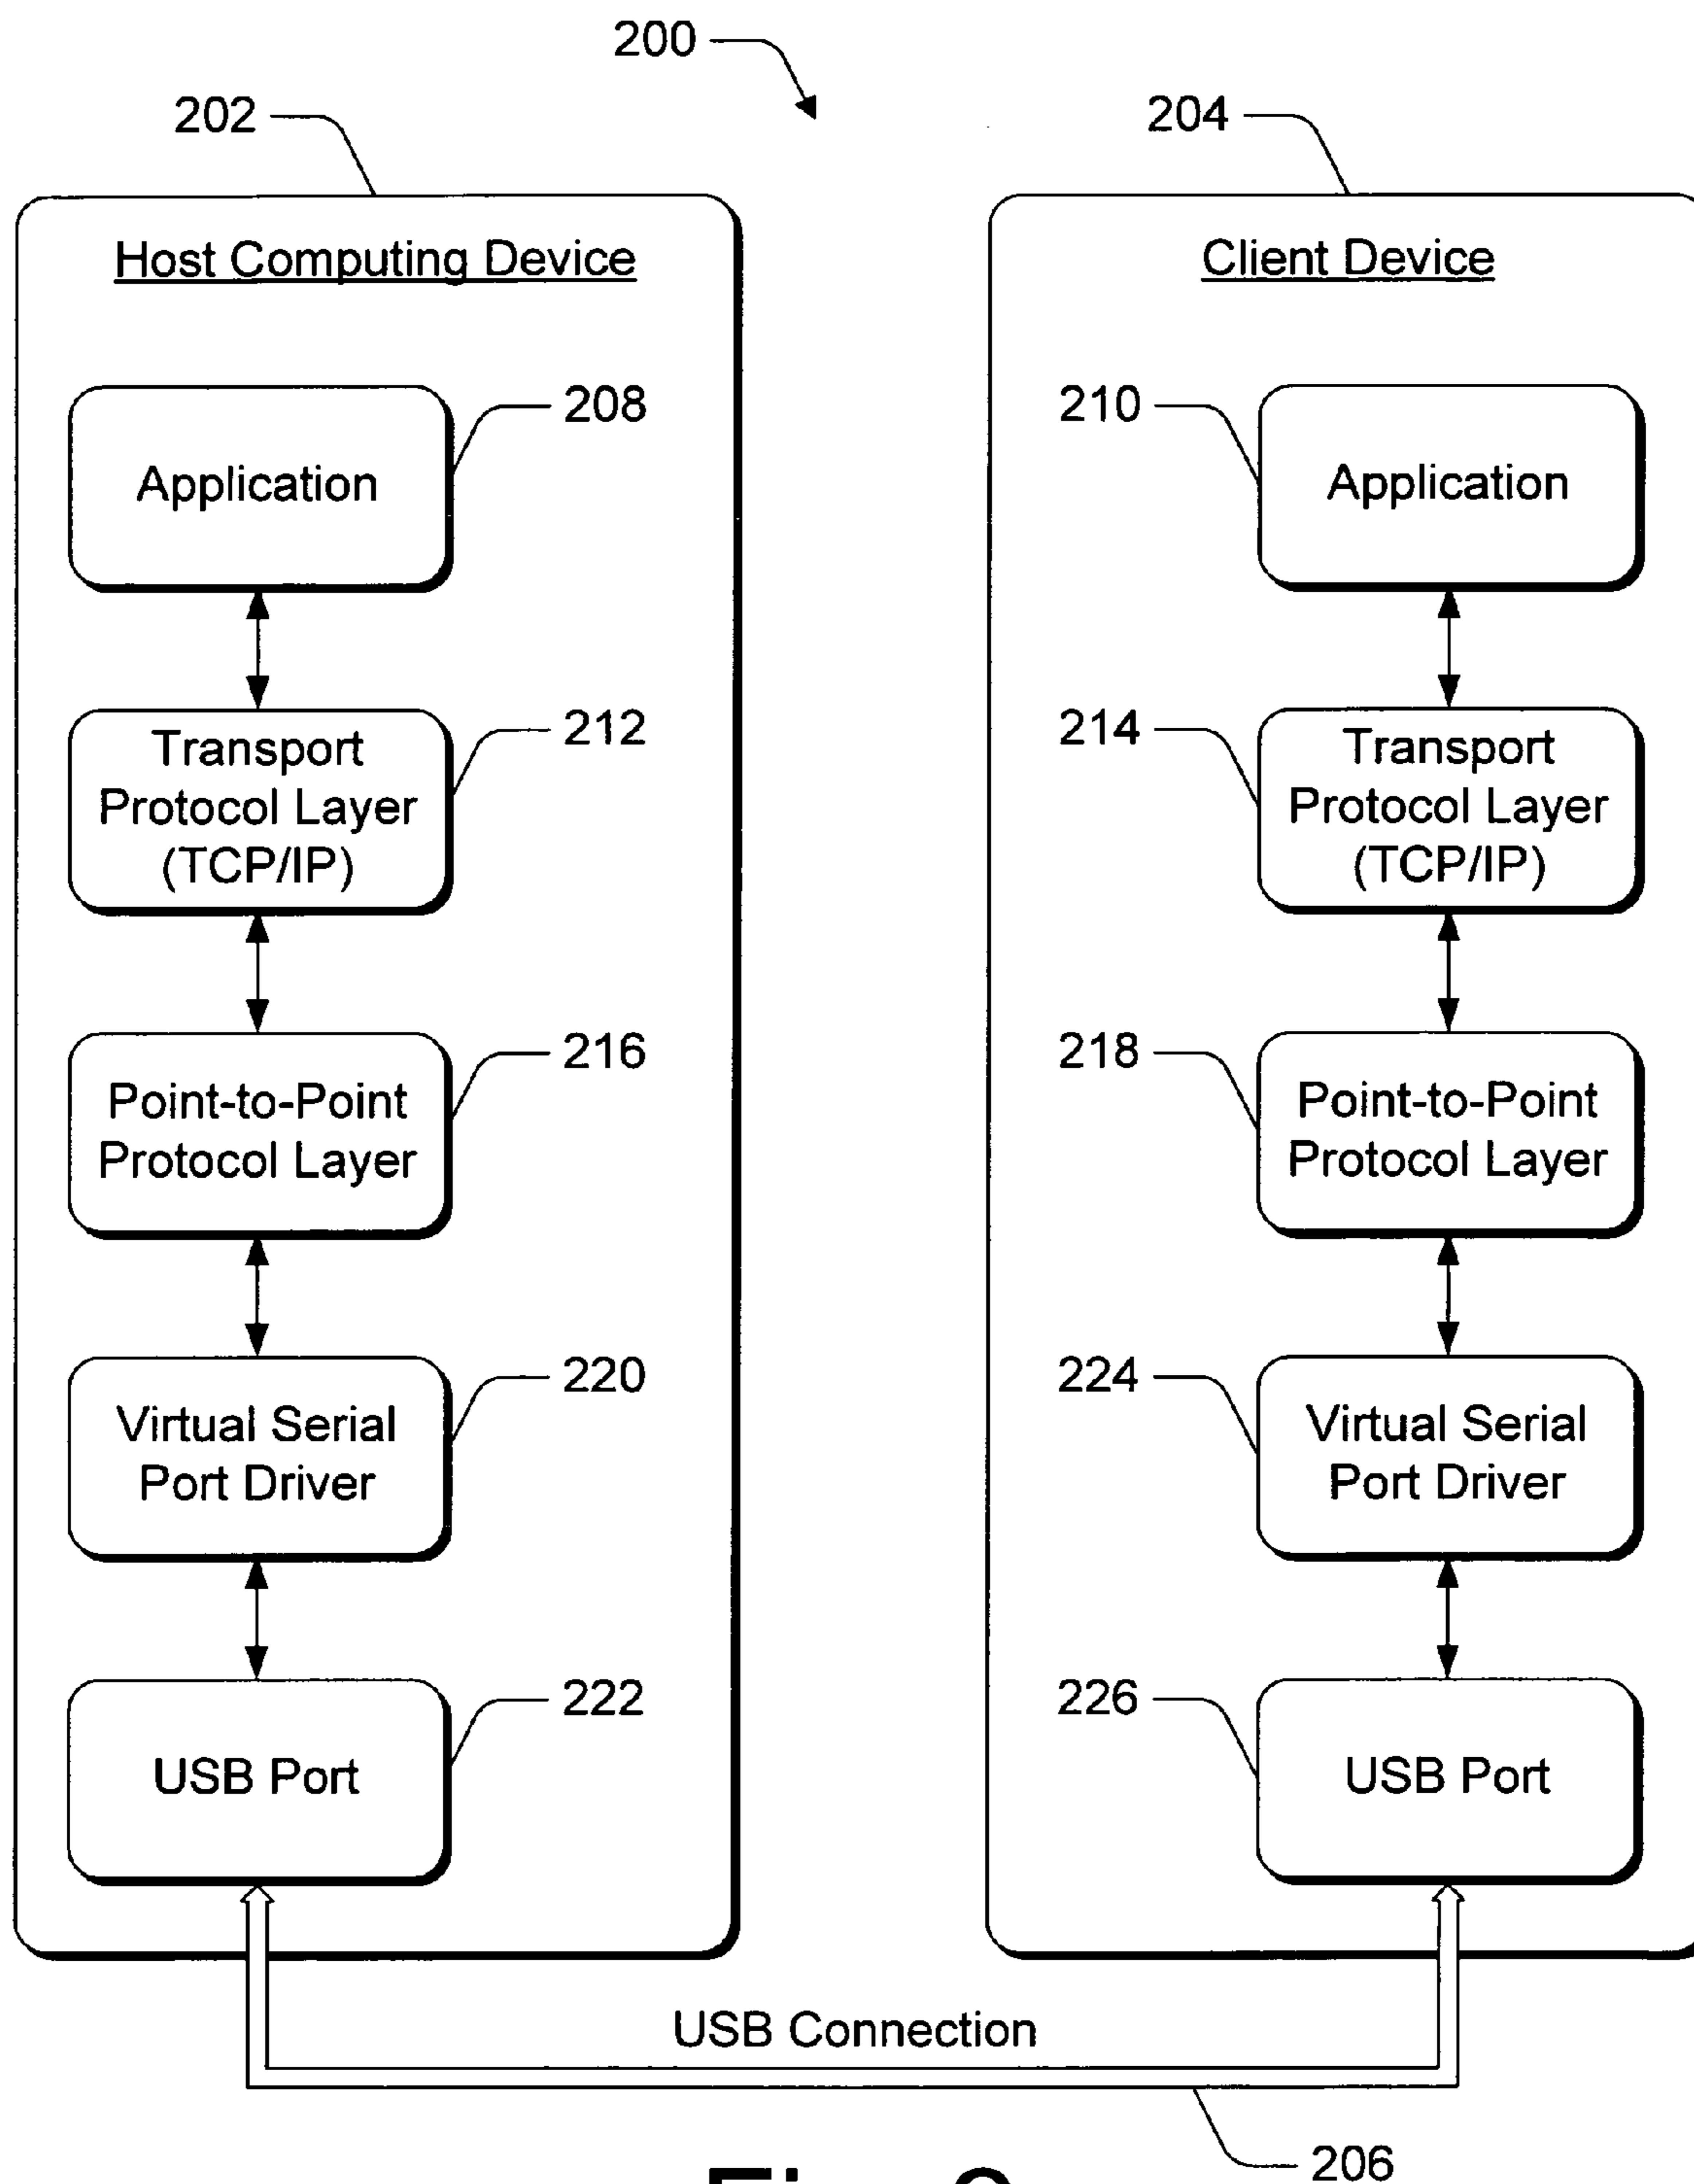 200
202
204
Host Computing Device
Client Device
Application
208
210
Application
Transport
Protocol Layer
(TCP/IP)
212
214
Transport
Protocol Layer
(TCP/IP)
Point-to-Point
Protocol Layer
216
218
Point-to-Point
Protocol Layer
Virtual Serial
Port Driver
220
224
Virtual Serial
Port Driver
USB Port
222
226
USB Port
USB Connection
206